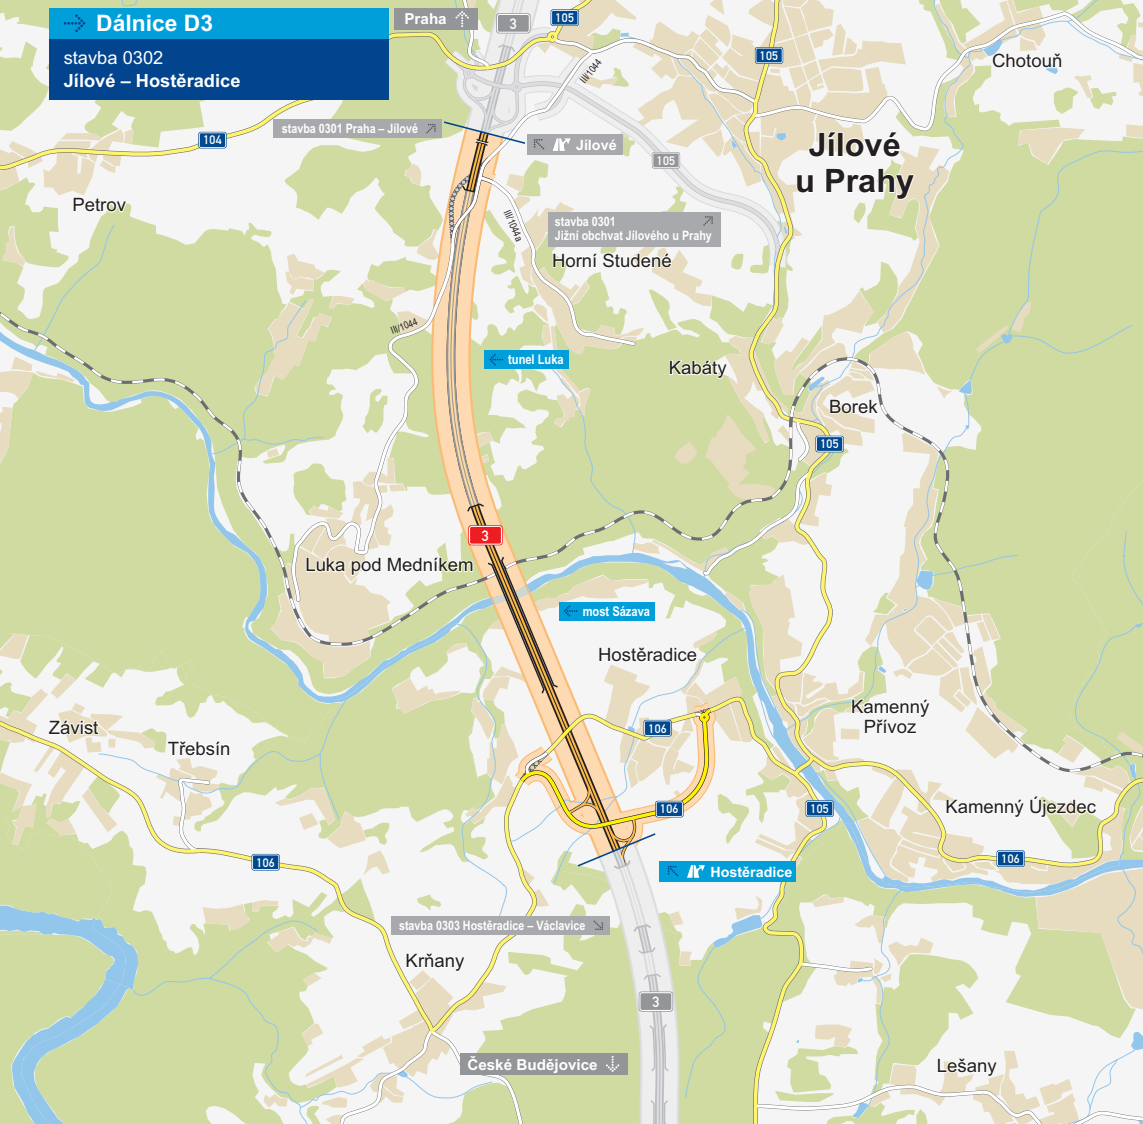 Dálnice D3
stavba 0302
Jílové – Hostěradice
Praha
3
105
III/1044
105
Chotouň
104
stavba 0301 Praha – Jílové
Jílové
105
Jílové
u Prahy
Petrov
III/1044a
stavba 0301
Jižní obchvat Jílového u Prahy
Horní Studené
III/1044
tunel Luka
Kabáty
Borek
105
3
Luka pod Medníkem
most Sázava
Hostěradice
Kamenný
Přívoz
Závist
Třebsín
106
106
105
Kamenný Újezdec
106
106
Hostěradice
stavba 0303 Hostěradice – Václavice
Krňany
3
České Budějovice
Lešany